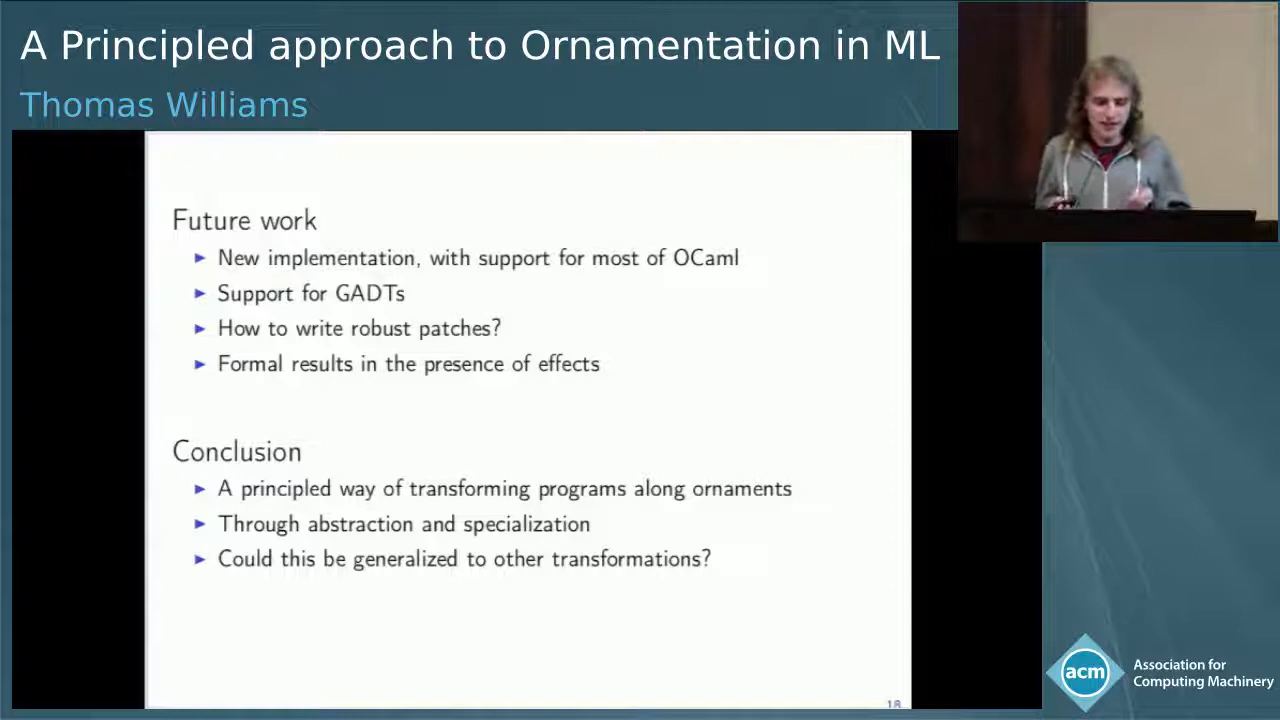 A Principled approach to Ornamentation in ML
Thomas Williams
Future work
► New implementation, with support for most of OCaml
► Support for GADTs
► How to write robust patches?
► Formal results in the presence of effects
Conclusion
► A principled way of transforming programs along ornaments
► Through abstraction and specialization
► Could this be generalized to other transformations?
18
acm
Association for
Computing Machinery